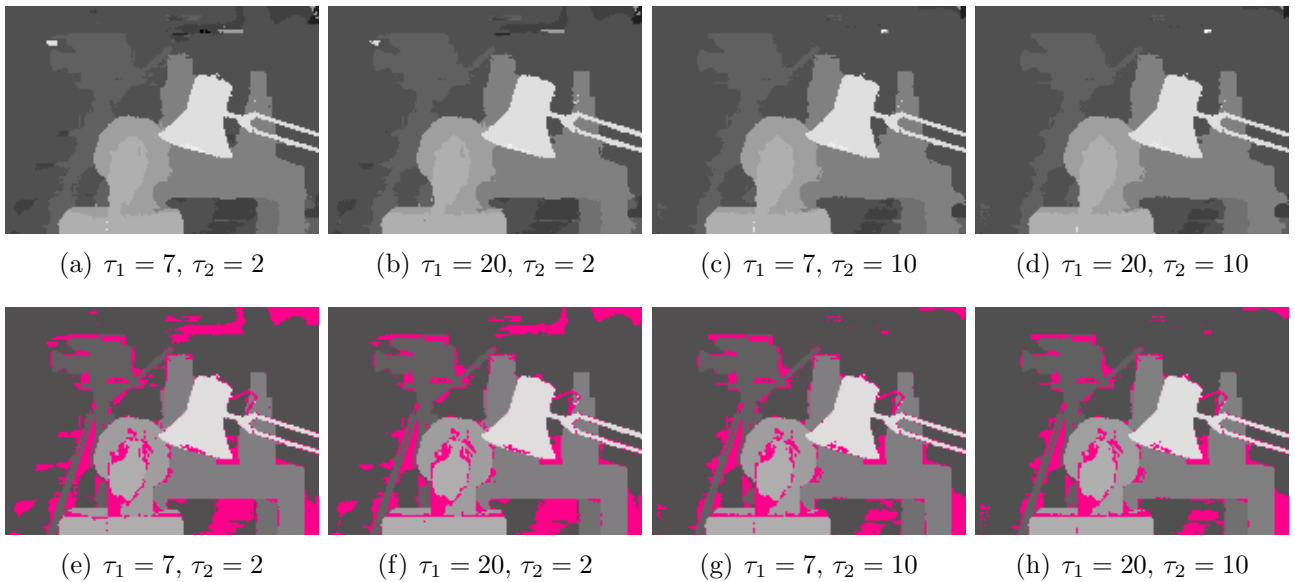 (a) τ₁ = 7, τ₂ = 2 (b) τ₁ = 20, τ₂ = 2 (c) τ₁ = 7, τ₂ = 10 (d) τ₁ = 20, τ₂ = 10
(e) τ₁ = 7, τ₂ = 2 (f) τ₁ = 20, τ₂ = 2 (g) τ₁ = 7, τ₂ = 10 (h) τ₁ = 20, τ₂ = 10